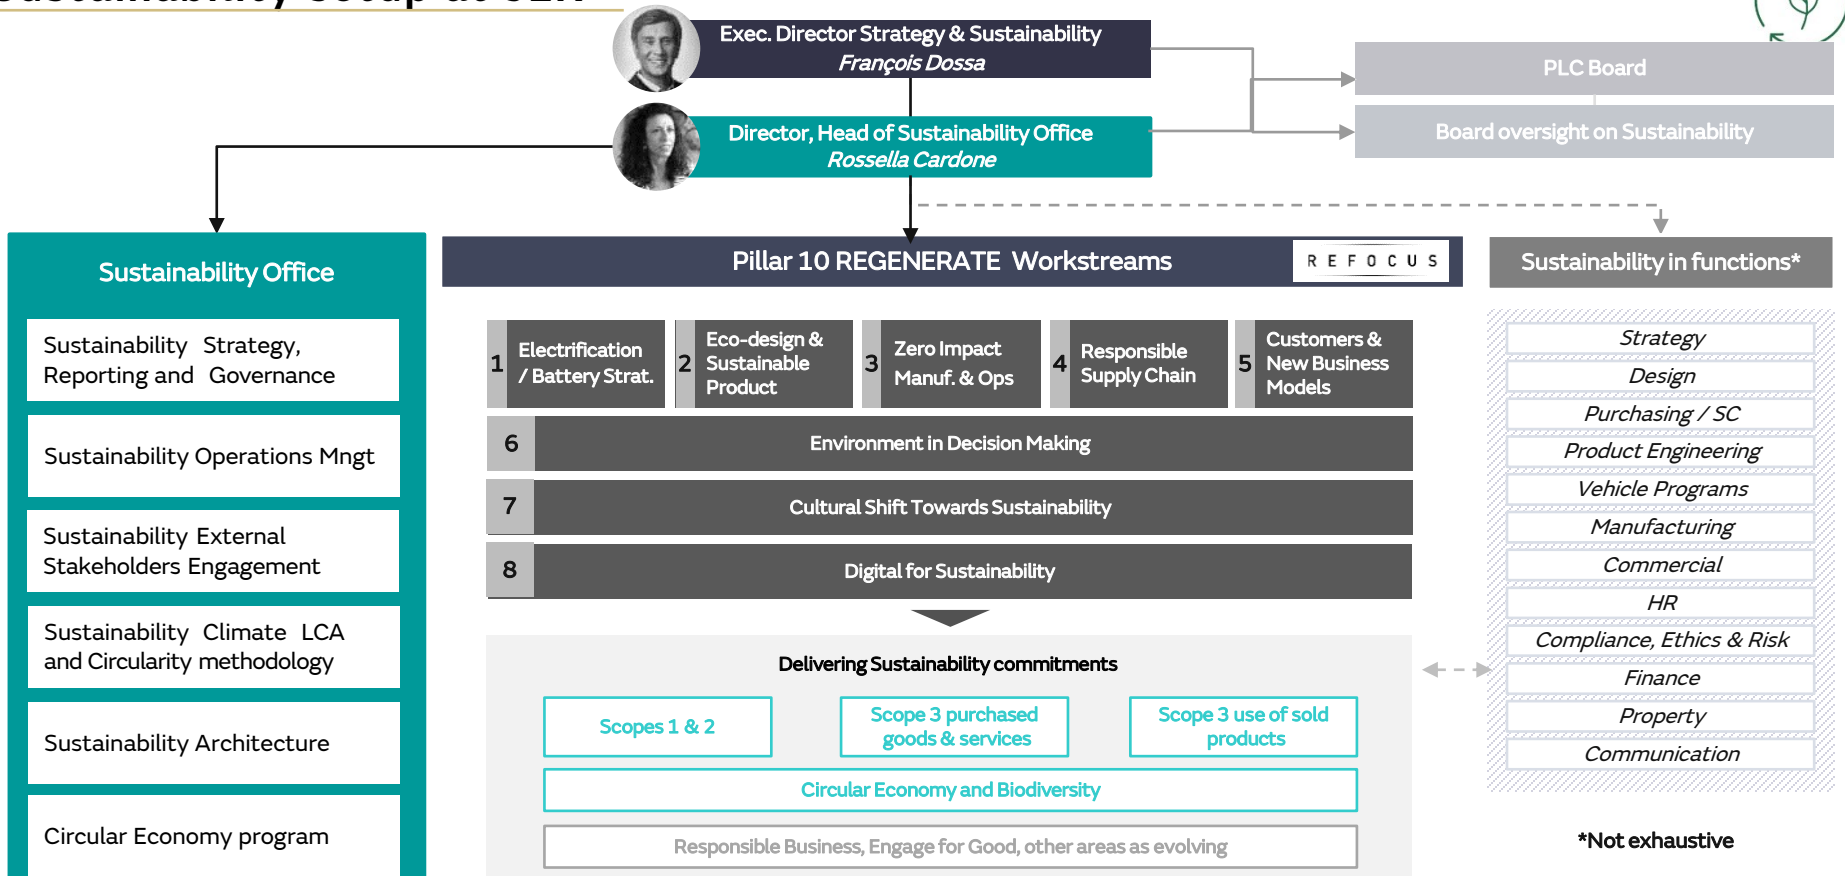 Exec. Director Strategy & Sustainability
François Dossa
Director, Head of Sustainability Office
Rossella Cardone
PLC Board
Board oversight on Sustainability
Sustainability Office
Sustainability Strategy,
Reporting and Governance
Sustainability Operations Mngt
Sustainability External
Stakeholders Engagement
Sustainability Climate LCA
and Circularity methodology
Sustainability Architecture
Circular Economy program
Pillar 10 REGENERATE Workstreams
REFOCUS
1
Electrification
/ Battery Strat.
2
Eco-design &
Sustainable
Product
3
Zero Impact
Manuf. & Ops
4
Responsible
Supply Chain
5
Customers &
New Business
Models
6
Environment in Decision Making
7
Cultural Shift Towards Sustainability
8
Digital for Sustainability
Delivering Sustainability commitments
Scopes 1 & 2
Scope 3 purchased
goods & services
Scope 3 use of sold
products
Circular Economy and Biodiversity
Responsible Business, Engage for Good, other areas as evolving
Sustainability in functions*
Strategy
Design
Purchasing / SC
Product Engineering
Vehicle Programs
Manufacturing
Commercial
HR
Compliance, Ethics & Risk
Finance
Property
Communication
*Not exhaustive